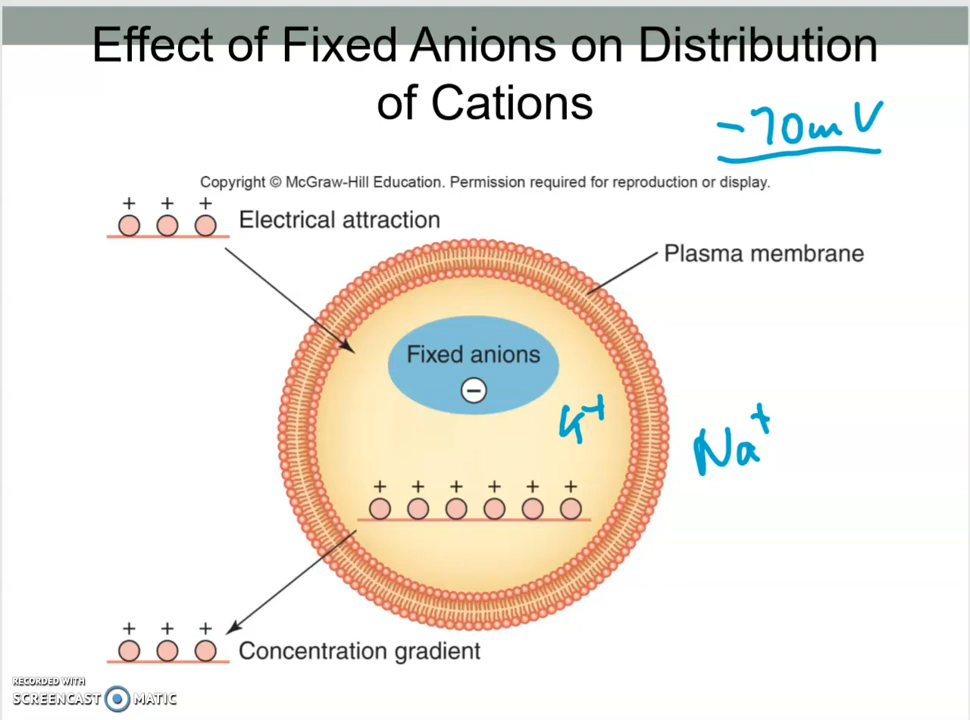 Effect of Fixed Anions on Distribution
of Cations
-70mV
Copyright © McGraw-Hill Education. Permission required for reproduction or display.
+ + +
Electrical attraction
Plasma membrane
Fixed anions
−
K+
Na+
+ + + + + +
+ + +
Concentration gradient
RECORDED WITH
SCREENCAST MATIC